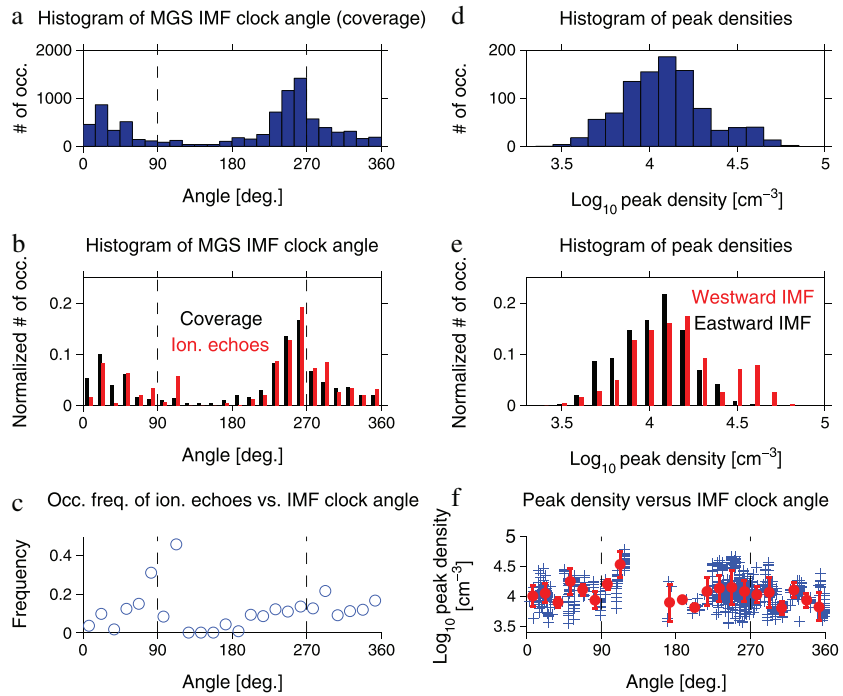 a
Histogram of MGS IMF clock angle (coverage)
# of occ.
2000
1000
0
0 90 180 270 360
Angle [deg.]
b
Histogram of MGS IMF clock angle
Normalized # of occ.
0.2
0.1
0
Coverage
Ion. echoes
0 90 180 270 360
Angle [deg.]
c
Occ. freq. of ion. echoes vs. IMF clock angle
Frequency
0.4
0.2
0
0 90 180 270 360
Angle [deg.]
d
Histogram of peak densities
# of occ.
200
100
0
3.5 4 4.5 5
Log10 peak density [cm−3]
e
Histogram of peak densities
Normalized # of occ.
0.2
0.1
0
Westward IMF
Eastward IMF
3.5 4 4.5 5
Log10 peak density [cm−3]
f
Peak density versus IMF clock angle
Log10 peak density
[cm−3]
5
4.5
4
3.5
0 90 180 270 360
Angle [deg.]